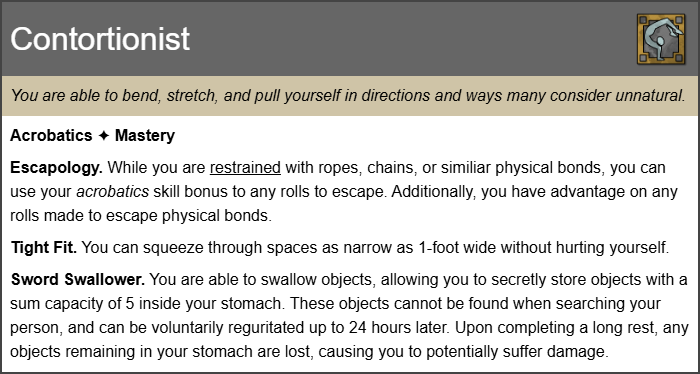 Contortionist
You are able to bend, stretch, and pull yourself in directions and ways many consider unnatural.
Acrobatics ✦ Mastery
Escapology. While you are restrained with ropes, chains, or similiar physical bonds, you can
use your acrobatics skill bonus to any rolls to escape. Additionally, you have advantage on any
rolls made to escape physical bonds.
Tight Fit. You can squeeze through spaces as narrow as 1-foot wide without hurting yourself.
Sword Swallower. You are able to swallow objects, allowing you to secretly store objects with a
sum capacity of 5 inside your stomach. These objects cannot be found when searching your
person, and can be voluntarily reguritated up to 24 hours later. Upon completing a long rest, any
objects remaining in your stomach are lost, causing you to potentially suffer damage.